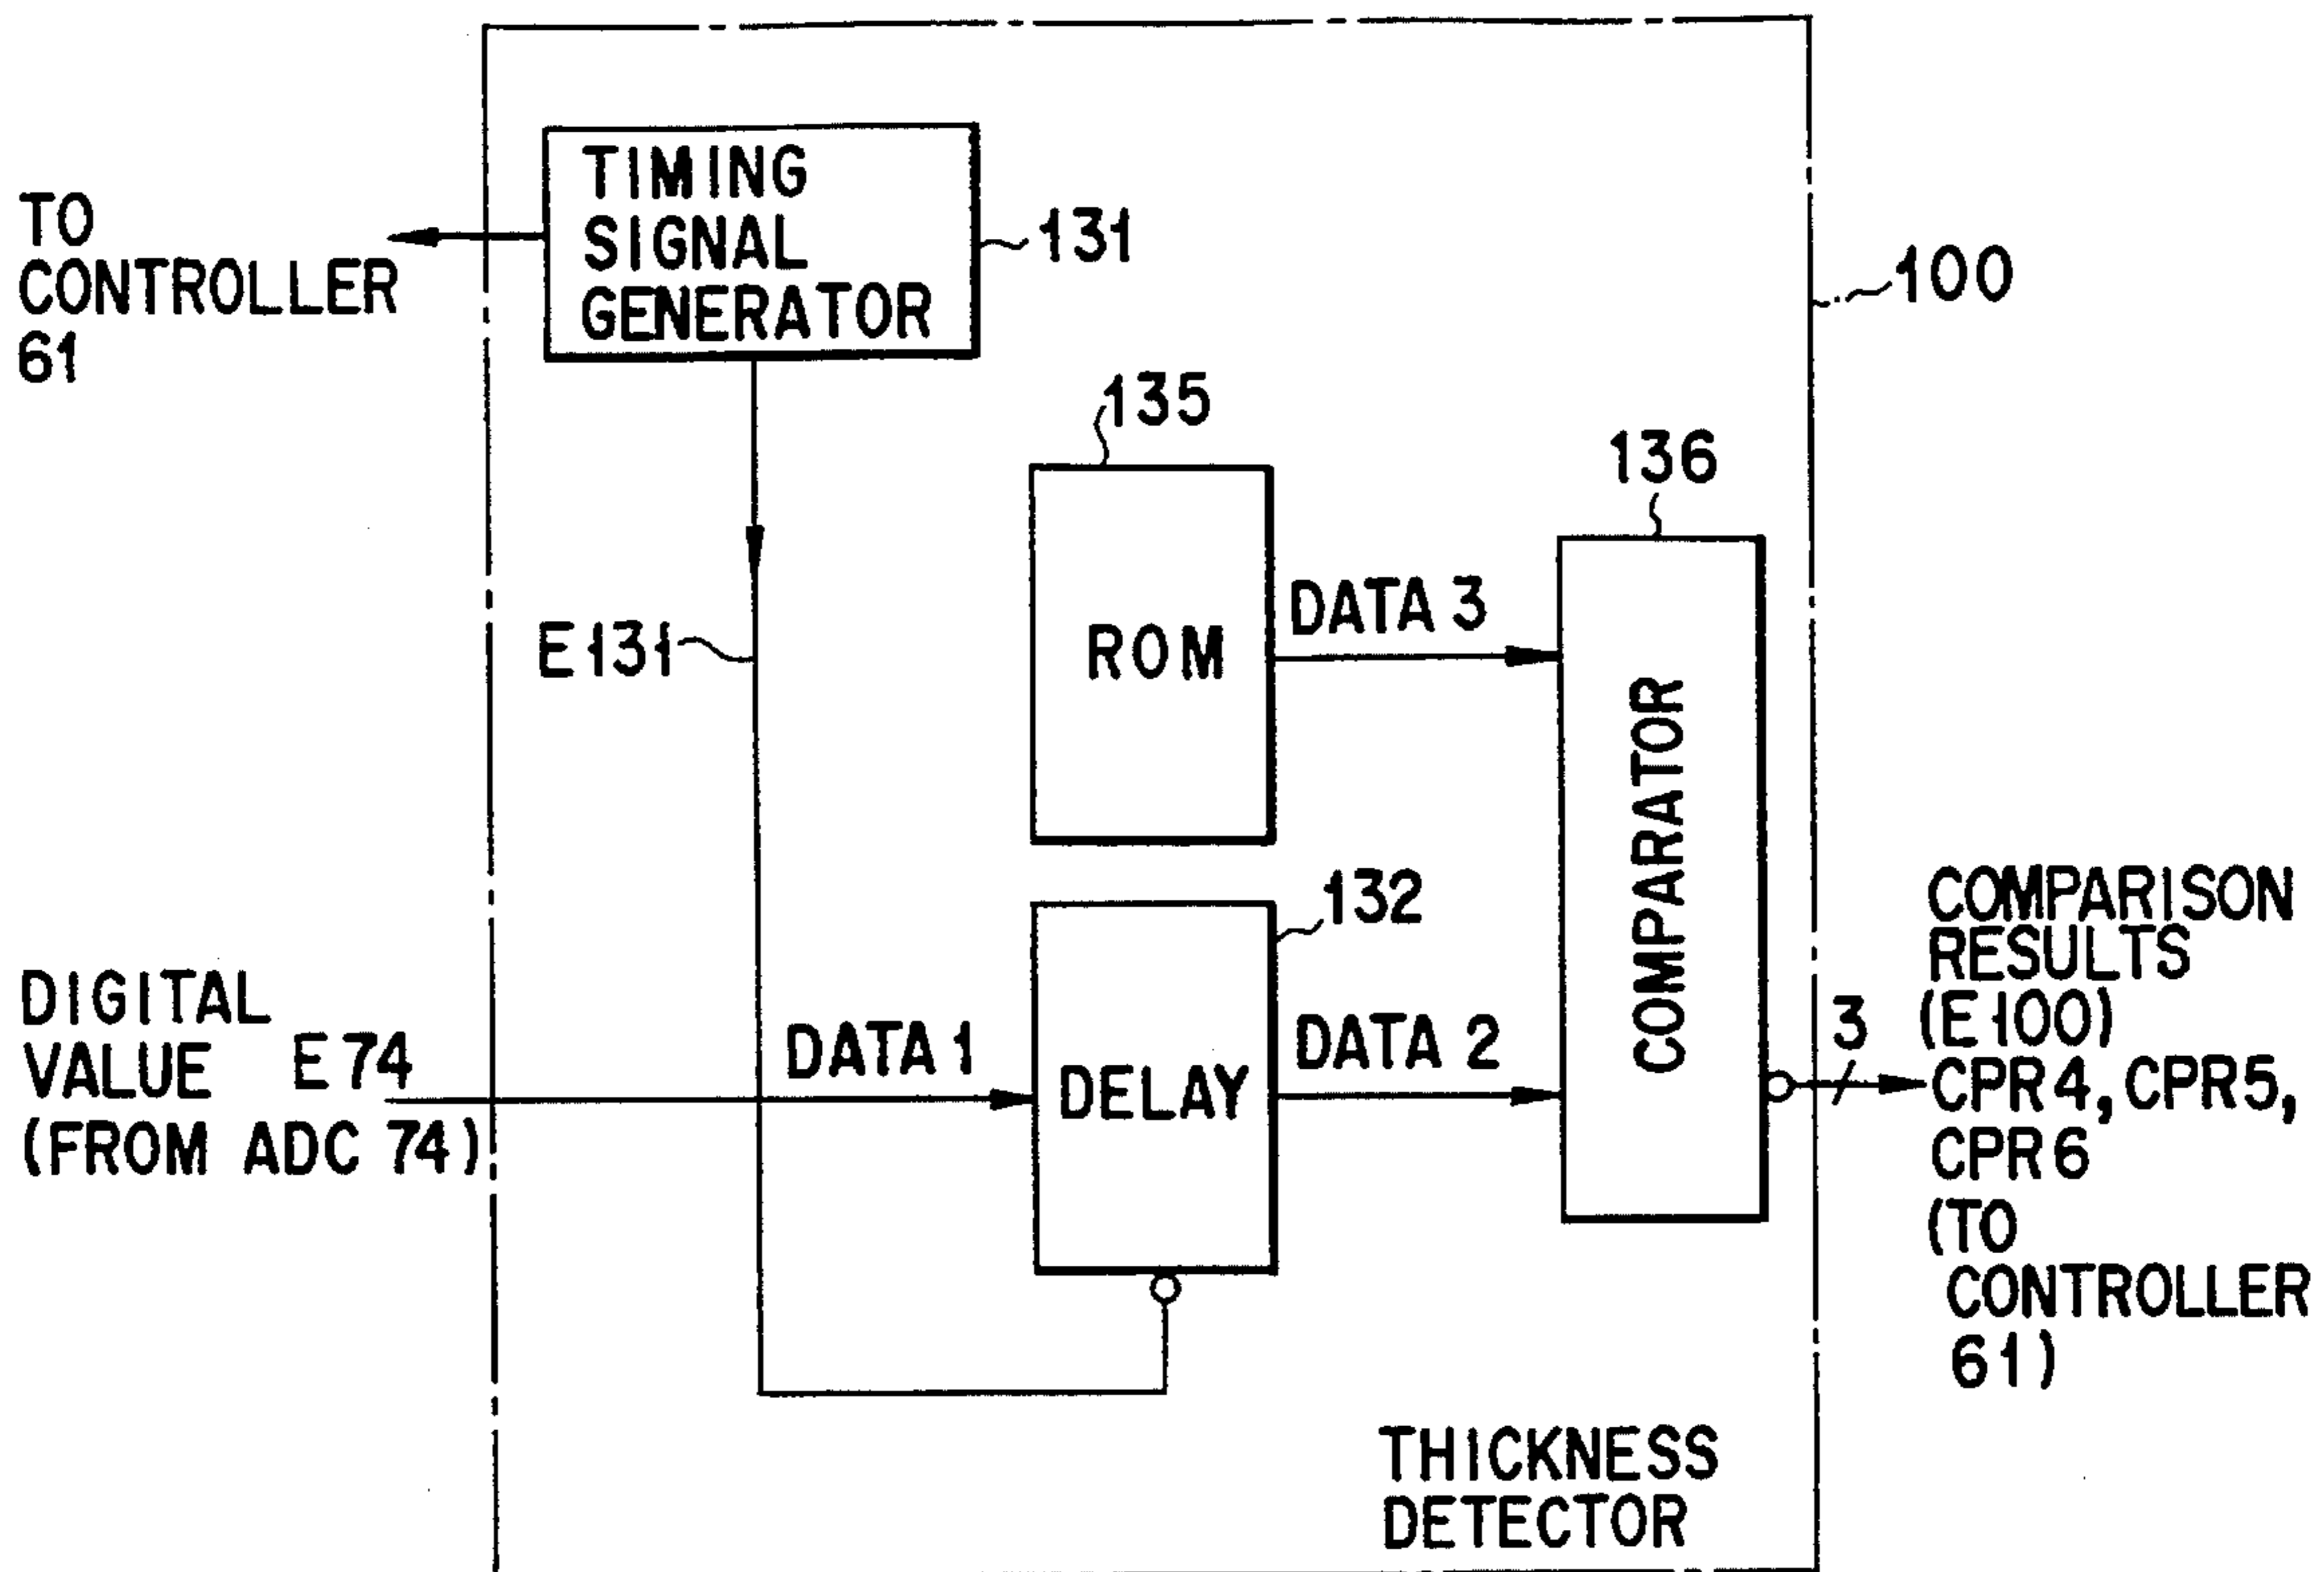 TIMING
SIGNAL
GENERATOR
131
TO
CONTROLLER
61
100
135
136
ROM
DATA 3
E131
COMPARATOR
132
DIGITAL
VALUE E74
(FROM ADC 74)
DATA 1
DELAY
DATA 2
3
COMPARISON
RESULTS
(E100)
CPR4, CPR5,
CPR6
(TO
CONTROLLER
61)
THICKNESS
DETECTOR